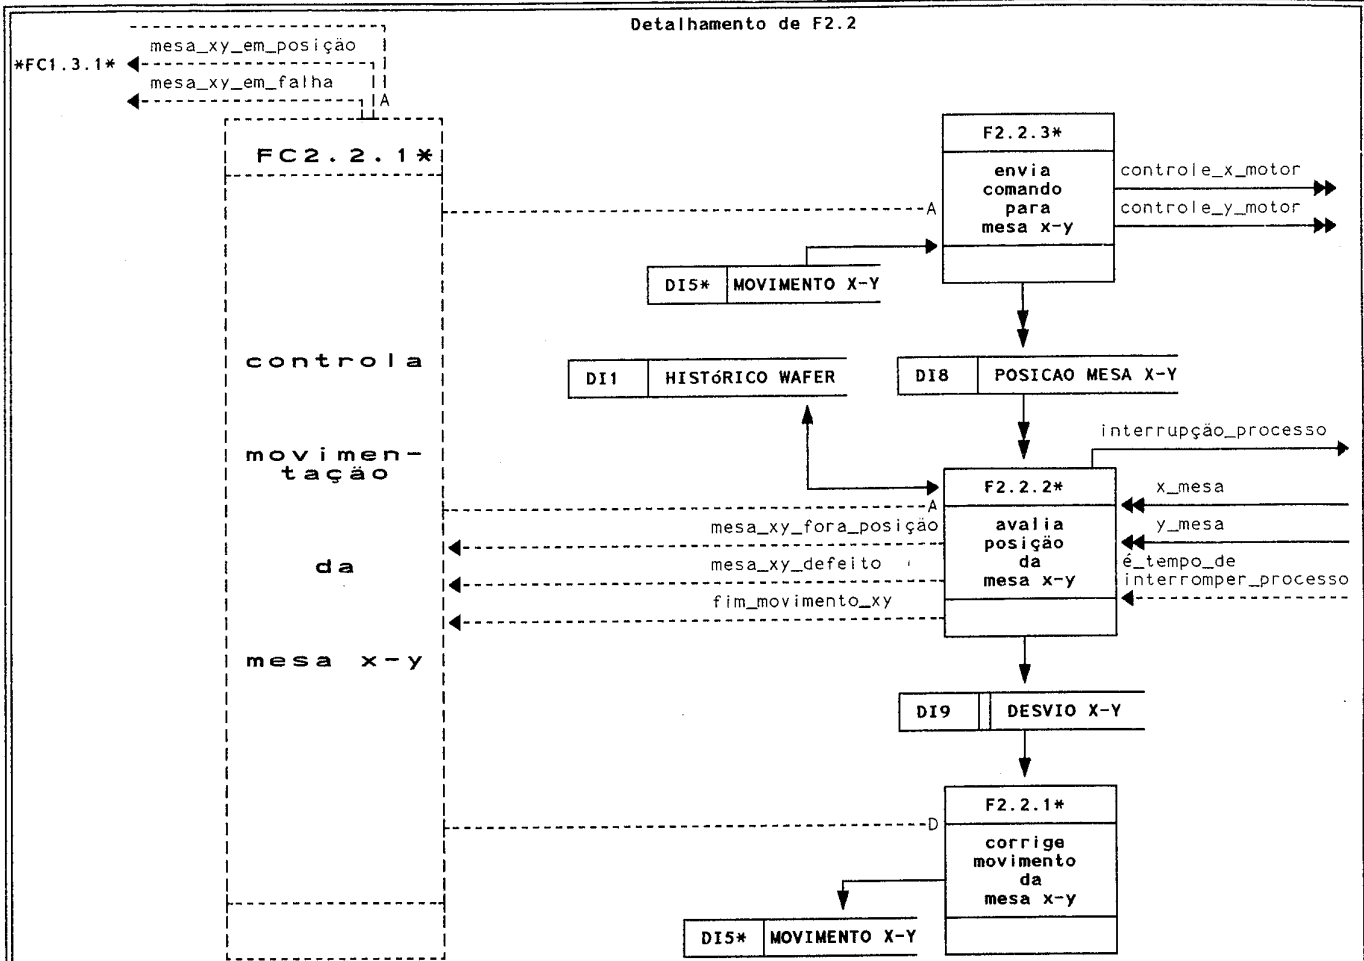 Detalhamento de F2.2
mesa_xy_em_posição
*FC1.3.1*
mesa_xy_em_falha
A
FC2.2.1*
controla
movimen-
tação
da
mesa x-y
F2.2.3*
envia
comando
para
mesa x-y
controle_x_motor
controle_y_motor
A
DI5* MOVIMENTO X-Y
DI1 HISTóRICO WAFER
DI8 POSICAO MESA X-Y
interrupção_processo
F2.2.2*
avalia
posição
da
mesa x-y
x_mesa
y_mesa
é_tempo_de
interromper_processo
A
mesa_xy_fora_posição
mesa_xy_defeito
fim_movimento_xy
DI9 DESVIO X-Y
F2.2.1*
corrige
movimento
da
mesa x-y
D
DI5* MOVIMENTO X-Y